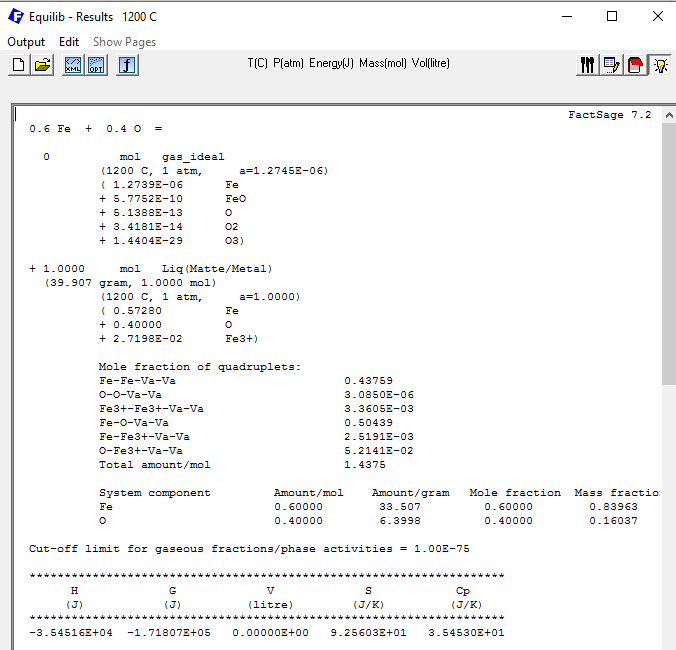 Equilib - Results 1200 C
Output Edit Show Pages
T(C) P(atm) Energy(J) Mass(mol) Vol(litre)
FactSage 7.2
0.6 Fe + 0.4 O =
0 mol gas_ideal
(1200 C, 1 atm, a=1.2745E-06)
( 1.2739E-06 Fe
+ 5.7752E-10 FeO
+ 5.1388E-13 O
+ 3.4181E-14 O2
+ 1.4404E-29 O3)
+ 1.0000 mol Liq(Matte/Metal)
(39.907 gram, 1.0000 mol)
(1200 C, 1 atm, a=1.0000)
( 0.57280 Fe
+ 0.40000 O
+ 2.7198E-02 Fe3+)
Mole fraction of quadruplets:
Fe-Fe-Va-Va 0.43759
O-O-Va-Va 3.0850E-06
Fe3+-Fe3+-Va-Va 3.3605E-03
Fe-O-Va-Va 0.50439
Fe-Fe3+-Va-Va 2.5191E-03
O-Fe3+-Va-Va 5.2141E-02
Total amount/mol 1.4375
System component Amount/mol Amount/gram Mole fraction Mass fractio
Fe 0.60000 33.507 0.60000 0.83963
O 0.40000 6.3998 0.40000 0.16037
Cut-off limit for gaseous fractions/phase activities = 1.00E-75
********************************************************************
H G V S Cp
(J) (J) (litre) (J/K) (J/K)
********************************************************************
-3.54516E+04 -1.71807E+05 0.00000E+00 9.25603E+01 3.54530E+01